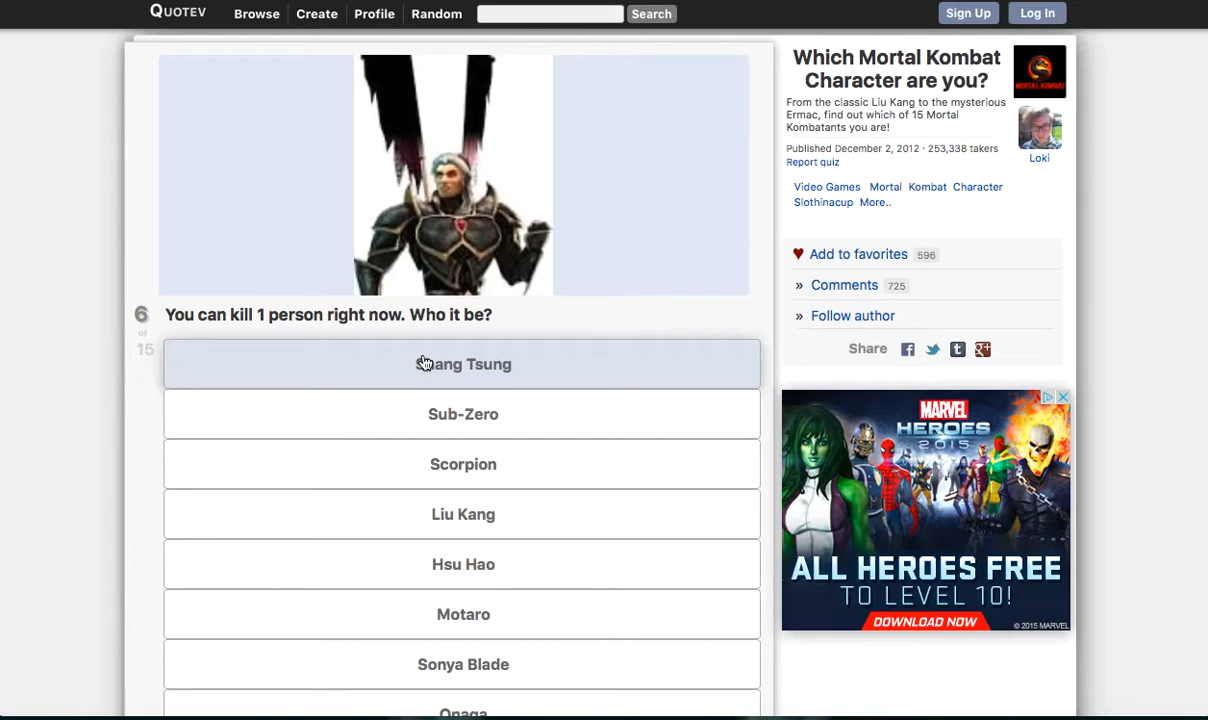 QUOTEV
Browse
Create
Profile
Random
Search
Sign Up
Log In
6
of
15
You can kill 1 person right now. Who it be?
Shang Tsung
Sub-Zero
Scorpion
Liu Kang
Hsu Hao
Motaro
Sonya Blade
Onaga
Which Mortal Kombat
Character are you?
MORTAL KOMBAT
From the classic Liu Kang to the mysterious
Ermac, find out which of 15 Mortal
Kombatants you are!
Loki
Published December 2, 2012 · 253,338 takers
Report quiz
Video Games Mortal Kombat Character
Slothinacup More..
♥ Add to favorites 596
» Comments 725
» Follow author
Share
MARVEL
HEROES
2015
ALL HEROES FREE
TO LEVEL 10!
DOWNLOAD NOW
© 2015 MARVEL